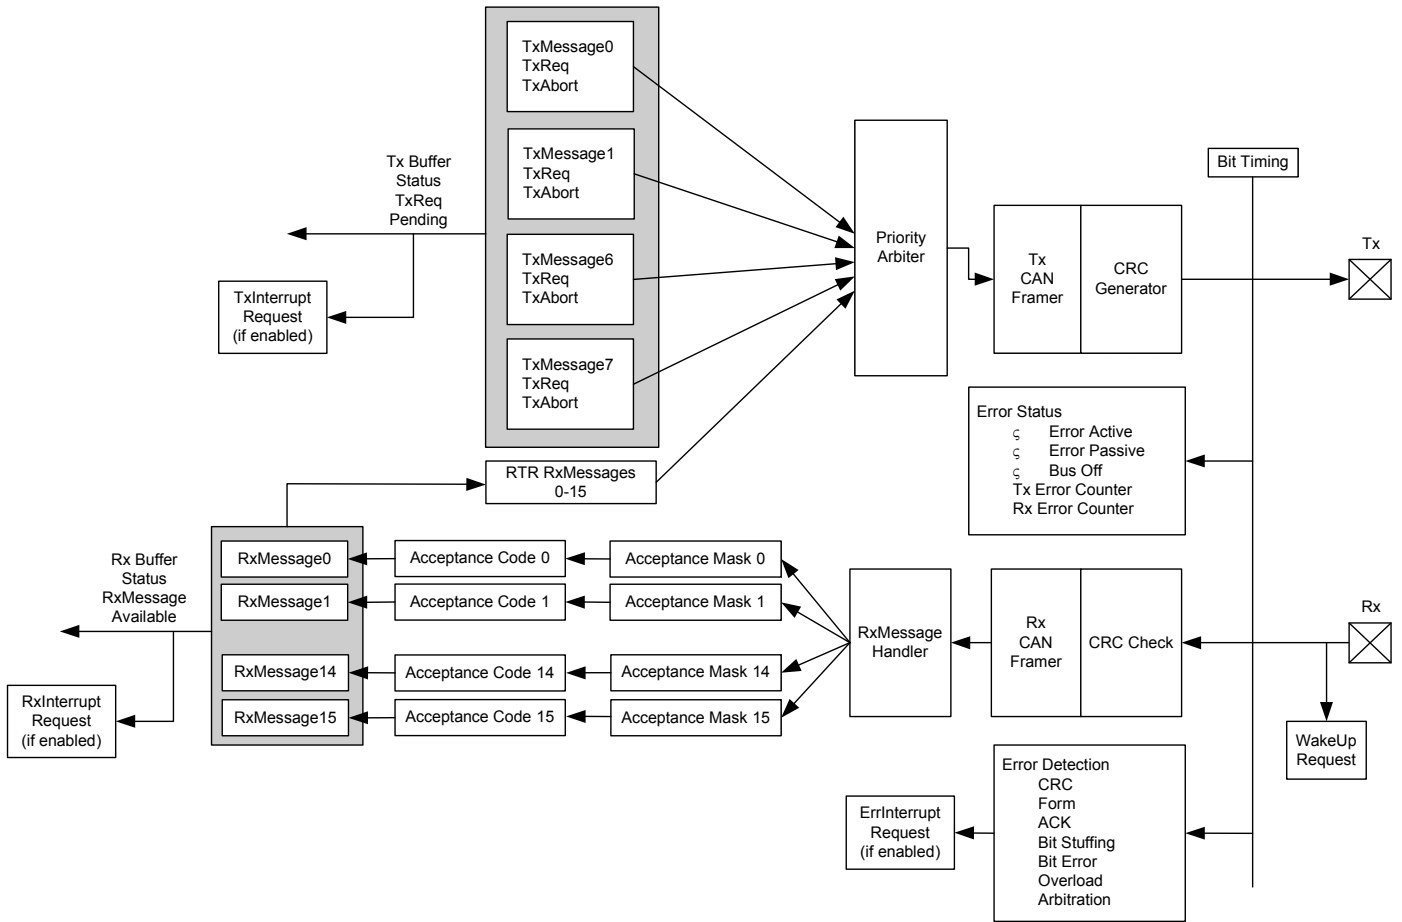 TxMessage0
TxReq
TxAbort
TxMessage1
TxReq
TxAbort
TxMessage6
TxReq
TxAbort
TxMessage7
TxReq
TxAbort
Tx Buffer
Status
TxReq
Pending
TxInterrupt
Request
(if enabled)
Priority
Arbiter
Tx
CAN
Framer
CRC
Generator
Bit Timing
Tx
Error Status
ς Error Active
ς Error Passive
ς Bus Off
Tx Error Counter
Rx Error Counter
RTR RxMessages
0-15
Rx Buffer
Status
RxMessage
Available
RxInterrupt
Request
(if enabled)
RxMessage0
Acceptance Code 0
Acceptance Mask 0
RxMessage1
Acceptance Code 1
Acceptance Mask 1
RxMessage14
Acceptance Code 14
Acceptance Mask 14
RxMessage15
Acceptance Code 15
Acceptance Mask 15
RxMessage
Handler
Rx
CAN
Framer
CRC Check
Rx
WakeUp
Request
Error Detection
CRC
Form
ACK
Bit Stuffing
Bit Error
Overload
Arbitration
ErrInterrupt
Request
(if enabled)